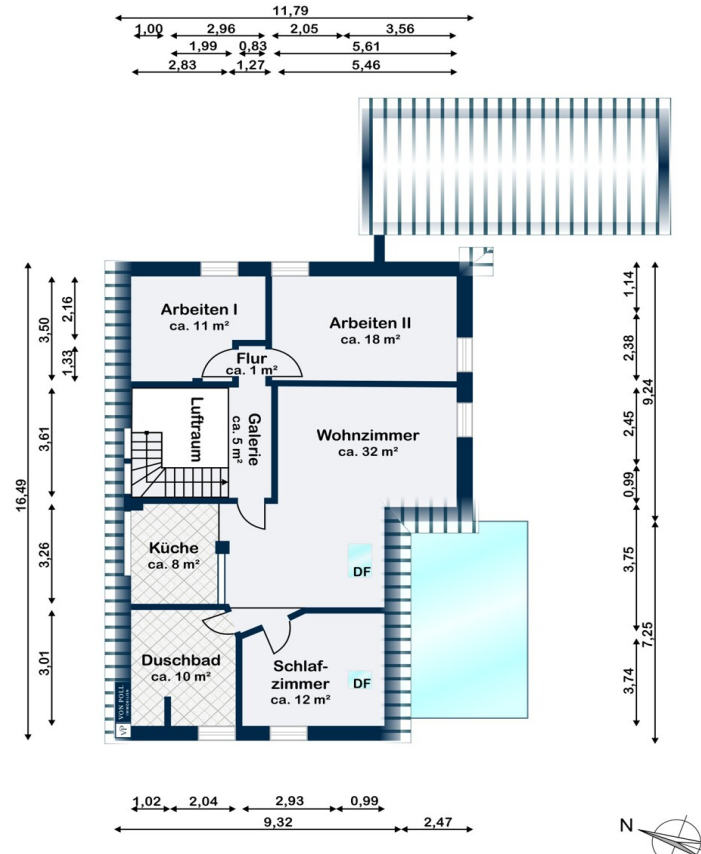 11,79
1,00 2,96 2,05 3,56
1,99 0,83 5,61
2,83 1,27 5,46
16,49
3,50
2,16
1,33
3,61
3,26
3,01
1,14
2,38
2,45
0,99
9,24
3,75
3,74
7,25
Arbeiten I
ca. 11 m²
Arbeiten II
ca. 18 m²
Flur
ca. 1 m²
Luftraum
Galerie
ca. 5 m²
Wohnzimmer
ca. 32 m²
Küche
ca. 8 m²
DF
Duschbad
ca. 10 m²
Schlaf-
zimmer
ca. 12 m²
DF
VON POLL
IMMOBILIEN
VP
1,02 2,04 2,93 0,99
9,32 2,47
N